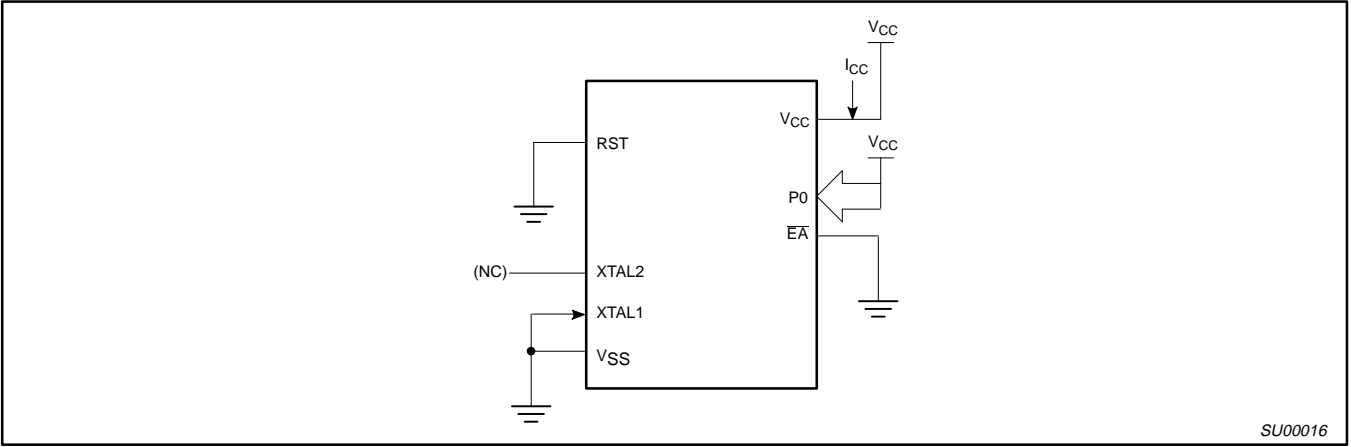 VCC
ICC
VCC
RST
VCC
P0
EA
(NC)
XTAL2
XTAL1
VSS
SU00016